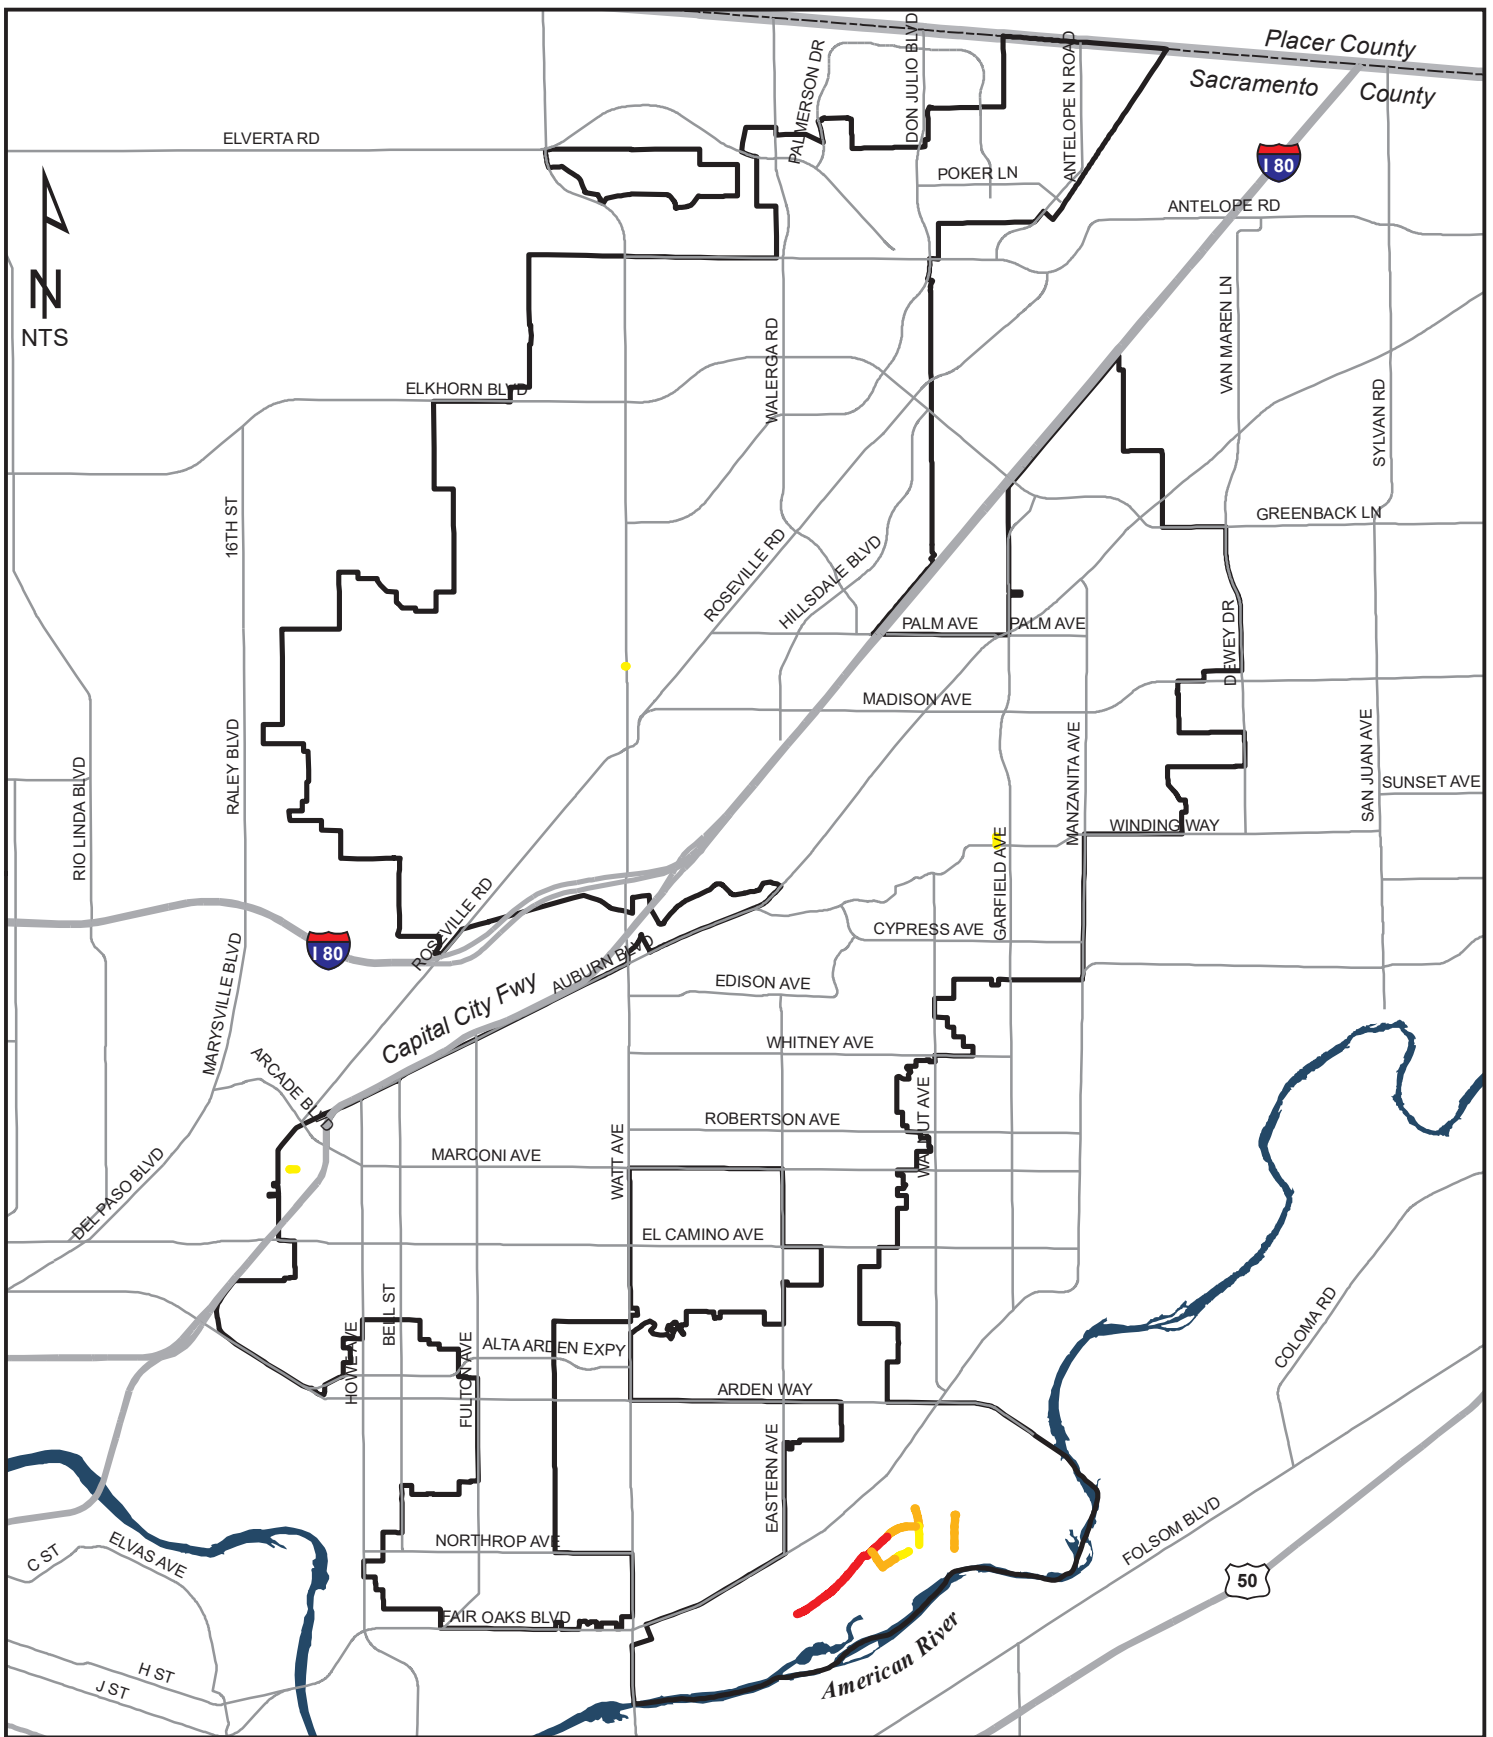 Placer County
Sacramento County
I 80
DON JULIO BLVD
PALMERSON DR
ANTELOPE N ROAD
ELVERTA RD
POKER LN
ANTELOPE RD
N
NTS
VAN MAREN LN
WALERGA RD
ELKHORN BLVD
SYLVAN RD
16TH ST
GREENBACK LN
ROSEVILLE RD
HILLSDALE BLVD
PALM AVE
PALM AVE
DEWEY DR
MADISON AVE
RALEY BLVD
RIO LINDA BLVD
MANZANITA AVE
SAN JUAN AVE
SUNSET AVE
WINDING WAY
GARFIELD AVE
ROSEVILLE RD
CYPRESS AVE
I 80
MARYSVILLE BLVD
AUBURN BLVD
Capital City Fwy
EDISON AVE
WHITNEY AVE
ARCADE BLVD
WALNUT AVE
ROBERTSON AVE
MARCONI AVE
WATT AVE
DEL PASO BLVD
EL CAMINO AVE
BELL ST
HOWE AVE
FULTON AVE
ALTA ARDEN EXPY
COLOMA RD
ARDEN WAY
EASTERN AVE
FOLSOM BLVD
NORTHROP AVE
C ST
ELVAS AVE
50
FAIR OAKS BLVD
American River
H ST
J ST